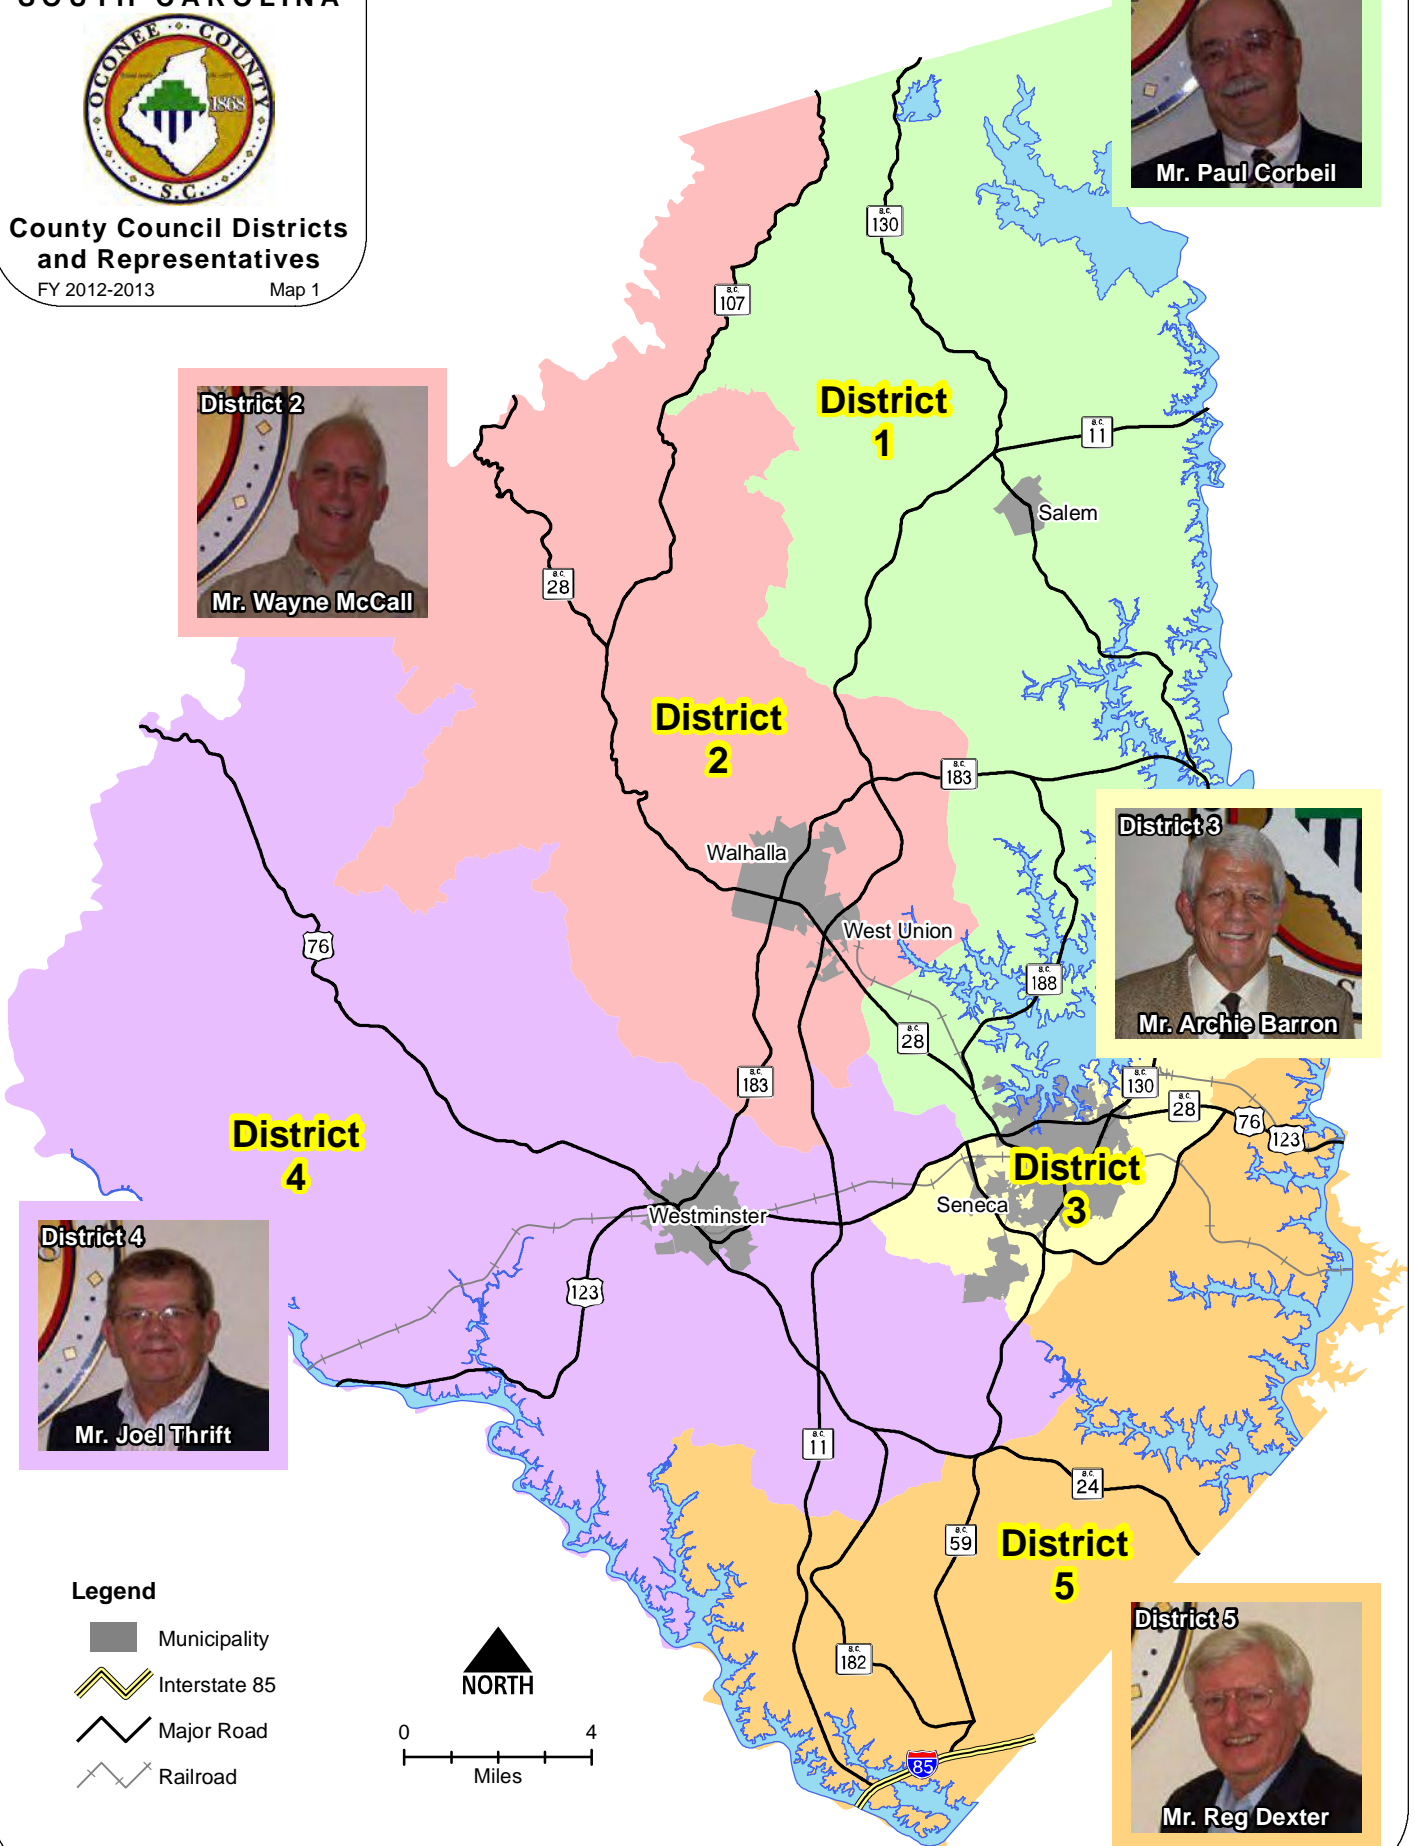 SOUTH CAROLINA
OCONEE COUNTY
1868
S.C.
County Council Districts
and Representatives
FY 2012-2013 Map 1
Mr. Paul Corbeil
S.C. 130
S.C. 107
District 2
Mr. Wayne McCall
District
1
S.C. 11
Salem
S.C. 28
District
2
S.C. 183
District 3
Mr. Archie Barron
Walhalla
West Union
76
S.C. 188
S.C. 28
S.C. 183
S.C. 130
S.C. 28
76
123
District
4
District
3
Seneca
Westminster
District 4
Mr. Joel Thrift
123
S.C. 11
S.C. 24
S.C. 59
District
5
District 5
Mr. Reg Dexter
S.C. 182
85
Legend
Municipality
Interstate 85
Major Road
Railroad
NORTH
0 4
Miles